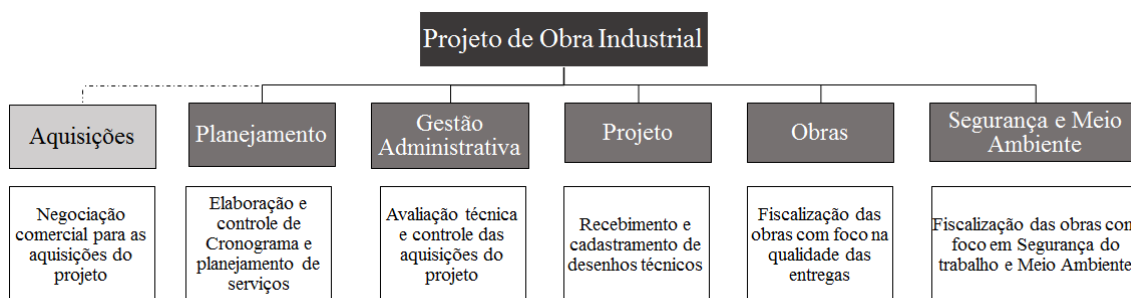 Projeto de Obra Industrial
Aquisições
Planejamento
Gestão
Administrativa
Projeto
Obras
Segurança e Meio
Ambiente
Negociação
comercial para as
aquisições do
projeto
Elaboração e
controle de
Cronograma e
planejamento de
serviços
Avaliação técnica
e controle das
aquisições do
projeto
Recebimento e
cadastramento de
desenhos técnicos
Fiscalização das
obras com foco na
qualidade das
entregas
Fiscalização das obras com
foco em Segurança do
trabalho e Meio Ambiente